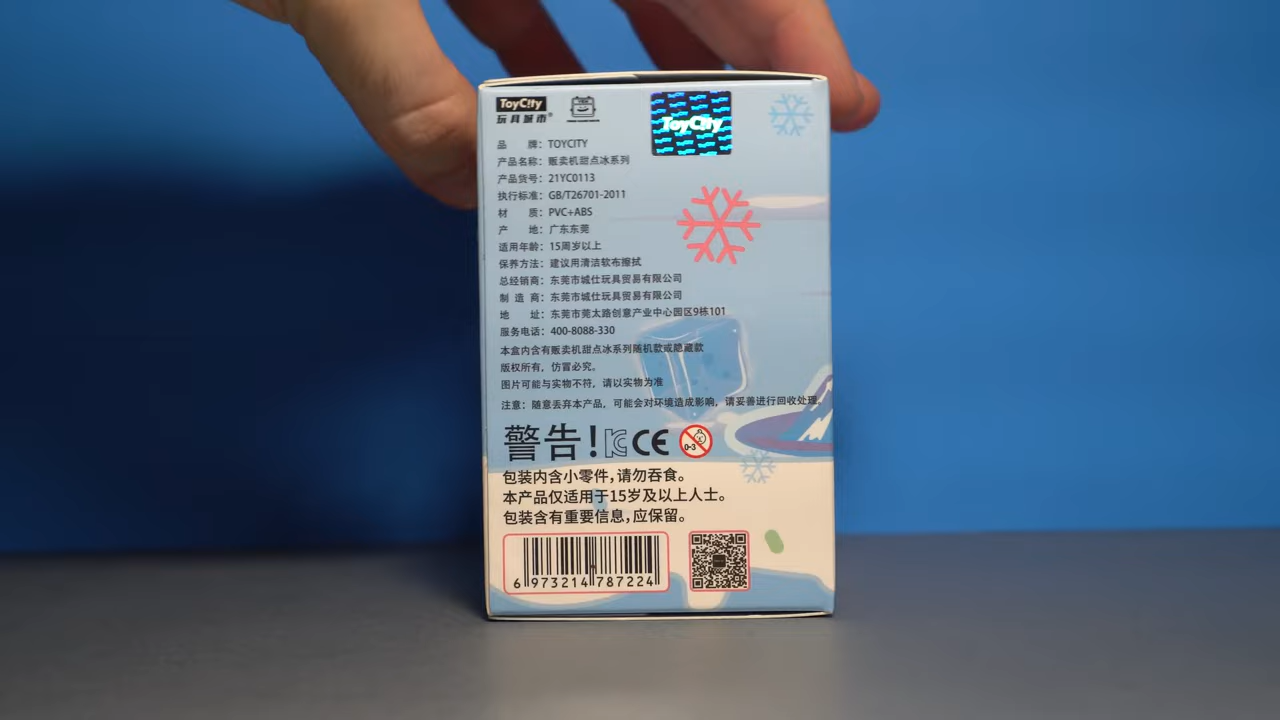 ToyCity
玩具城市®
ToyCity
品 牌：TOYCITY
产品名称：贩卖机甜点冰系列
产品货号：21YC0113
执行标准：GB/T26701-2011
材 质：PVC+ABS
产 地：广东东莞
适用年龄：15周岁以上
保养方法：建议用清洁软布擦拭
总经销商：东莞市城仕玩具贸易有限公司
制 造 商：东莞市城仕玩具贸易有限公司
地 址：东莞市莞太路创意产业中心园区9栋101
服务电话：400-8088-330
本盒内含有贩卖机甜点冰系列随机款或隐藏款
版权所有，仿冒必究。
图片可能与实物不符，请以实物为准
注意：随意丢弃本产品，可能会对环境造成影响，请妥善进行回收处理。
警告！KC CE 0-3
包装内含小零件，请勿吞食。
本产品仅适用于15岁及以上人士。
包装含有重要信息，应保留。
6 973214 787224